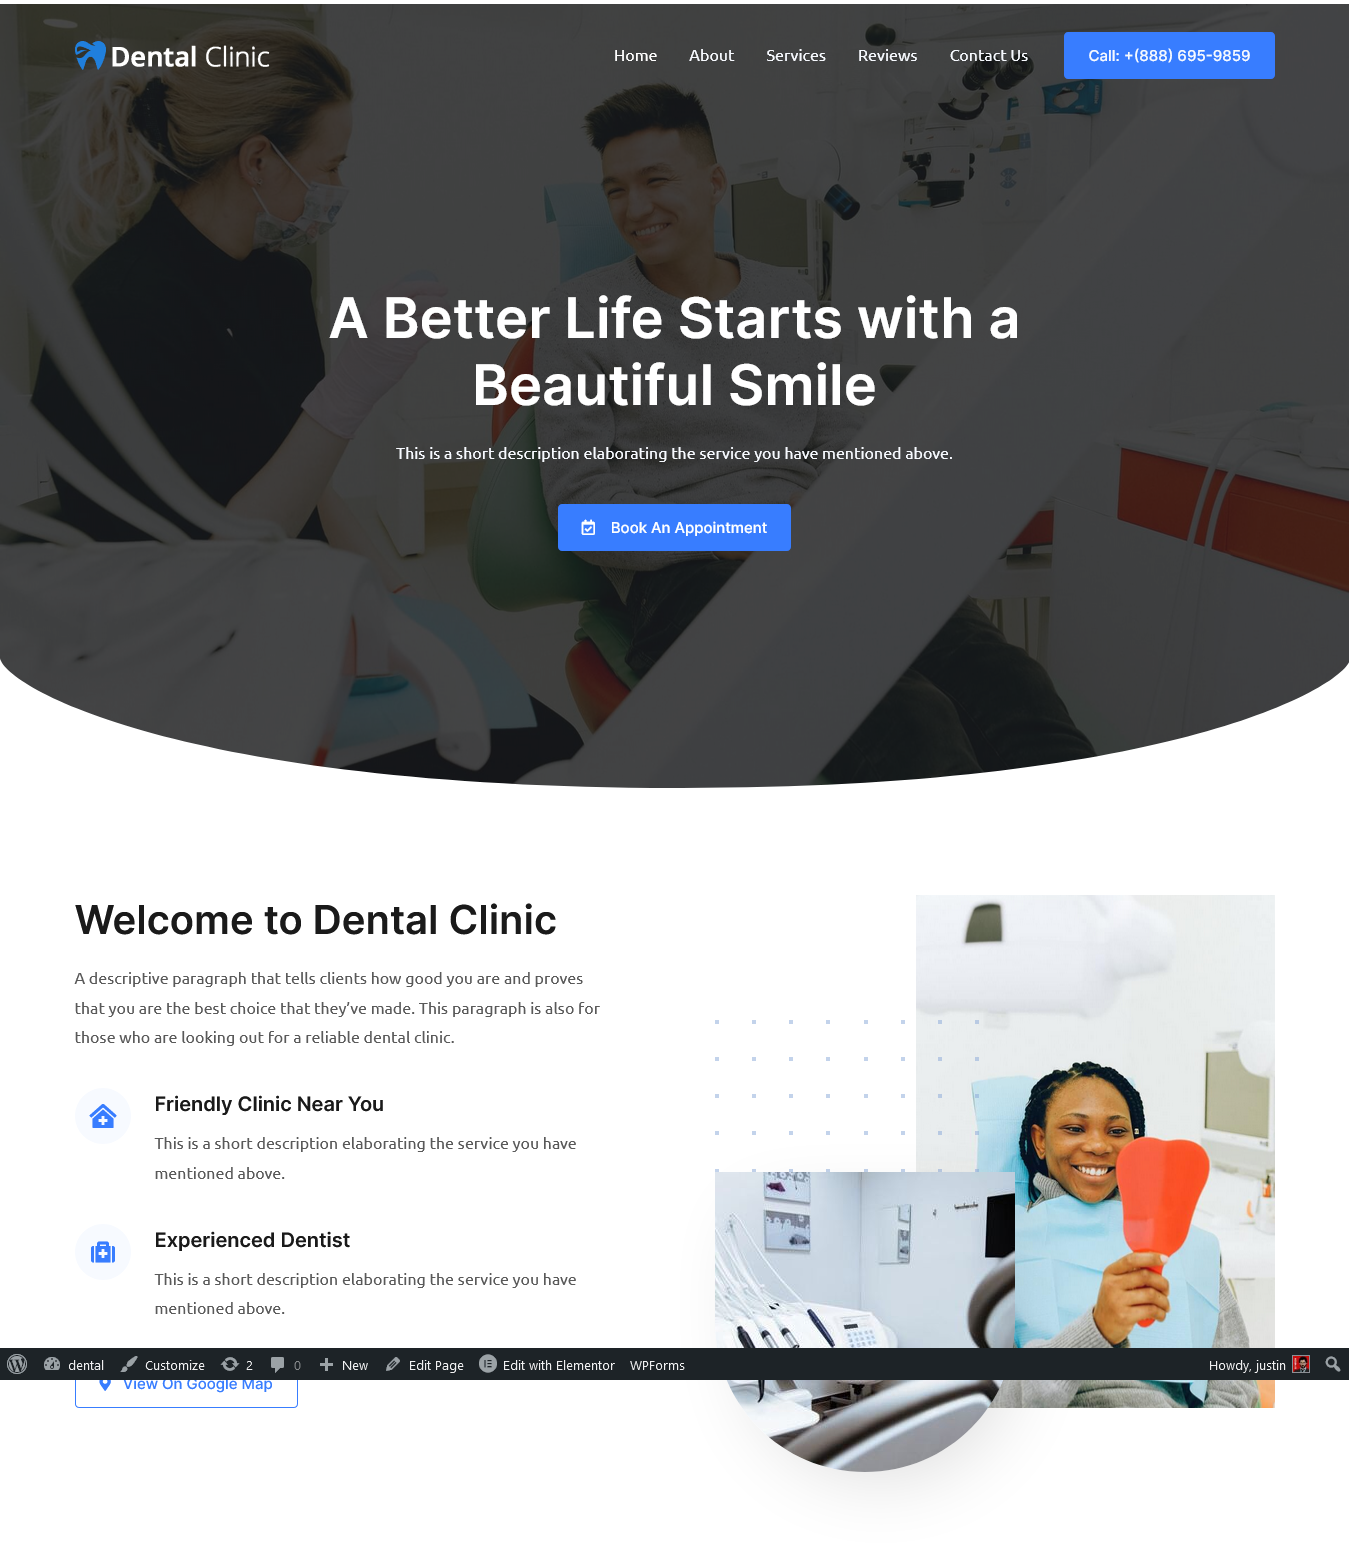 Dental Clinic
Home About Services Reviews Contact Us Call: +(888) 695-9859
A Better Life Starts with a
Beautiful Smile
This is a short description elaborating the service you have mentioned above.
Book An Appointment
Welcome to Dental Clinic
A descriptive paragraph that tells clients how good you are and proves
that you are the best choice that they’ve made. This paragraph is also for
those who are looking out for a reliable dental clinic.
Friendly Clinic Near You
This is a short description elaborating the service you have
mentioned above.
Experienced Dentist
This is a short description elaborating the service you have
mentioned above.
dental Customize 2 0 New Edit Page Edit with Elementor WPForms Howdy, justin
View On Google Map